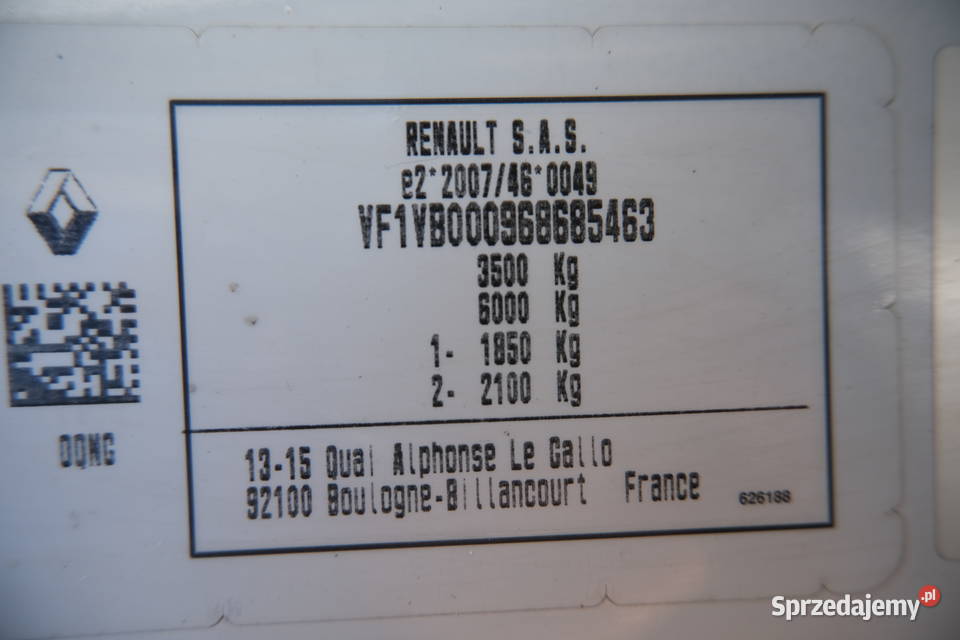 RENAULT S.A.S.
e2*2007/46*0049
VF1VB000968685463
3500 Kg
6000 Kg
1- 1850 Kg
2- 2100 Kg
0QNG
13-15 Quai Alphonse Le Gallo
92100 Boulogne-Billancourt France
626188
Sprzedajemy.pl